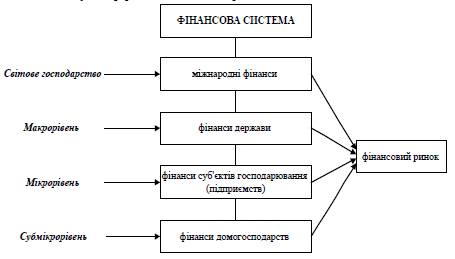 ФІНАНСОВА СИСТЕМА
Світове господарство
міжнародні фінанси
Макрорівень
фінанси держави
фінансовий ринок
Мікрорівень
фінанси суб'єктів господарювання
(підприємств)
Субмікрорівень
фінанси домогосподарств